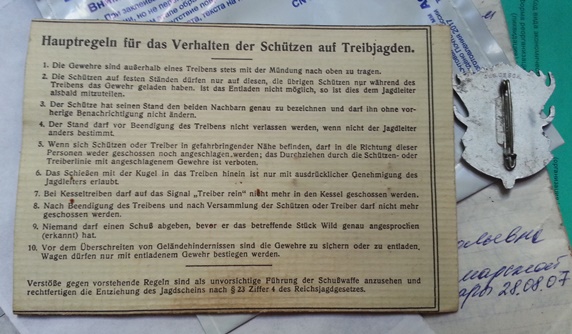 Hauptregeln für das Verhalten der Schützen auf Treibjagden.
1. Die Gewehre sind außerhalb eines Treibens stets mit der Mündung nach oben zu tragen.
2. Die Schützen auf festen Ständen dürfen nur auf diesen, die übrigen Schützen nur während des
Treibens das Gewehr geladen haben. Ist das Entladen nicht möglich, so ist dies dem Jagdleiter
alsbald mitzuteilen.
3. Der Schütze hat seinen Stand den beiden Nachbarn genau zu bezeichnen und darf ihn ohne vor-
herige Benachrichtigung nicht ändern.
4. Der Stand darf vor Beendigung des Treibens nicht verlassen werden, wenn nicht der Jagdleiter
anders bestimmt.
5. Wenn sich Schützen oder Treiber in gefahrbringender Nähe befinden, darf in die Richtung dieser
Personen weder geschossen noch angeschlagen werden; das Durchziehen durch die Schützen- oder
Treiberlinie mit angeschlagenem Gewehre ist verboten.
6. Das Schießen mit der Kugel in das Treiben hinein ist nur mit ausdrücklicher Genehmigung des
Jagdleiters erlaubt.
7. Bei Kesseltreiben darf auf das Signal „Treiber rein“ nicht mehr in den Kessel geschossen werden.
8. Nach Beendigung des Treibens und nach Versammlung der Schützen oder Treiber darf nicht mehr
geschossen werden.
9. Niemand darf einen Schuß abgeben, bevor er das betreffende Stück Wild genau angesprochen
(erkannt) hat.
10. Vor dem Überschreiten von Geländehindernissen sind die Gewehre zu sichern oder zu entladen,
Wagen dürfen nur mit entladenem Gewehr bestiegen werden.
Verstöße gegen vorstehende Regeln sind als unvorsichtige Führung der Schußwaffe anzusehen und
rechtfertigen die Entziehung des Jagdscheins nach § 23 Ziffer 4 des Reichsjagdgesetzes.
28.08.07